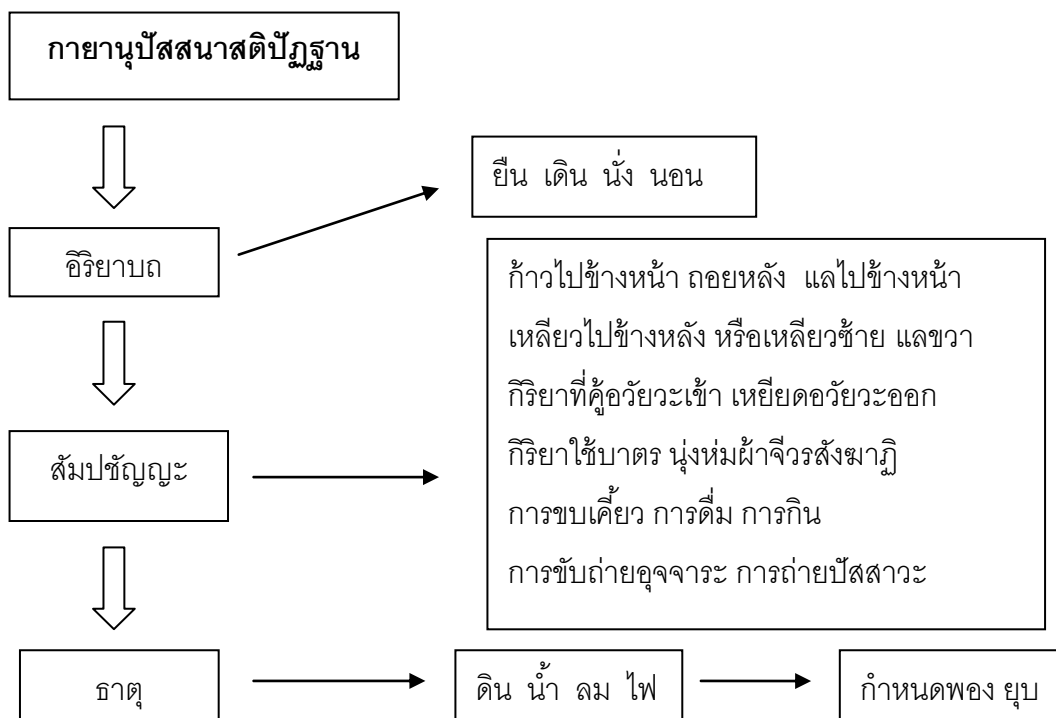 กายานุปัสสนาสติปัฏฐาน
ยืน เดิน นั่ง นอน
อิริยาบถ
ก้าวไปข้างหน้า ถอยหลัง แลไปข้างหน้า
เหลียวไปข้างหลัง หรือเหลียวซ้าย แลขวา
กิริยาที่คู้อวัยวะเข้า เหยียดอวัยวะออก
กิริยาใช้บาตร นุ่งห่มผ้าจีวรสังฆาฏิ
การขบเคี้ยว การดื่ม การกิน
การขับถ่ายอุจจาระ การถ่ายปัสสาวะ
สัมปชัญญะ
ธาตุ
ดิน น้ำ ลม ไฟ
กำหนดพอง ยุบ